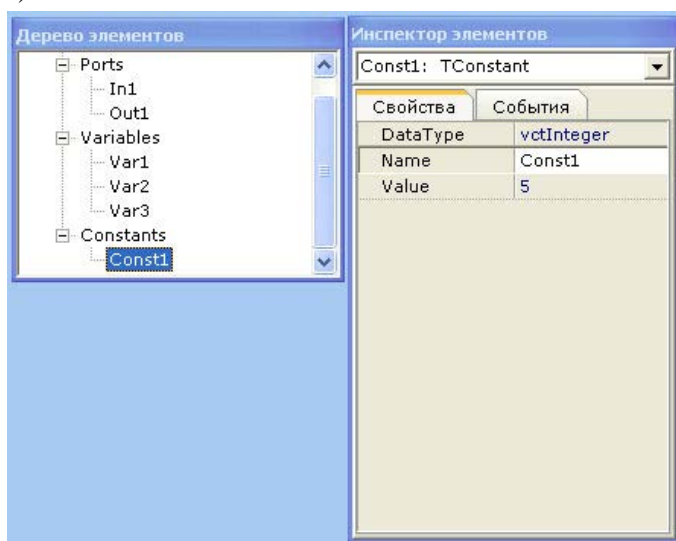 Дерево элементов
Ports
In1
Out1
Variables
Var1
Var2
Var3
Constants
Const1
Инспектор элементов
Const1: TConstant
Свойства События
DataType vctInteger
Name Const1
Value 5